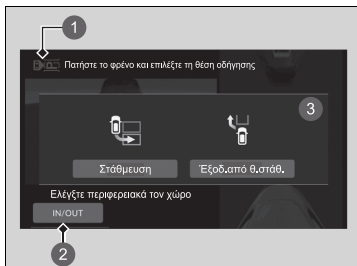 1
Πατήστε το φρένο και επιλέξτε τη θέση οδήγησης
3
Στάθμευση
Έξοδ.από θ.στάθ.
Ελέγξτε περιφερειακά τον χώρο
IN/OUT
2